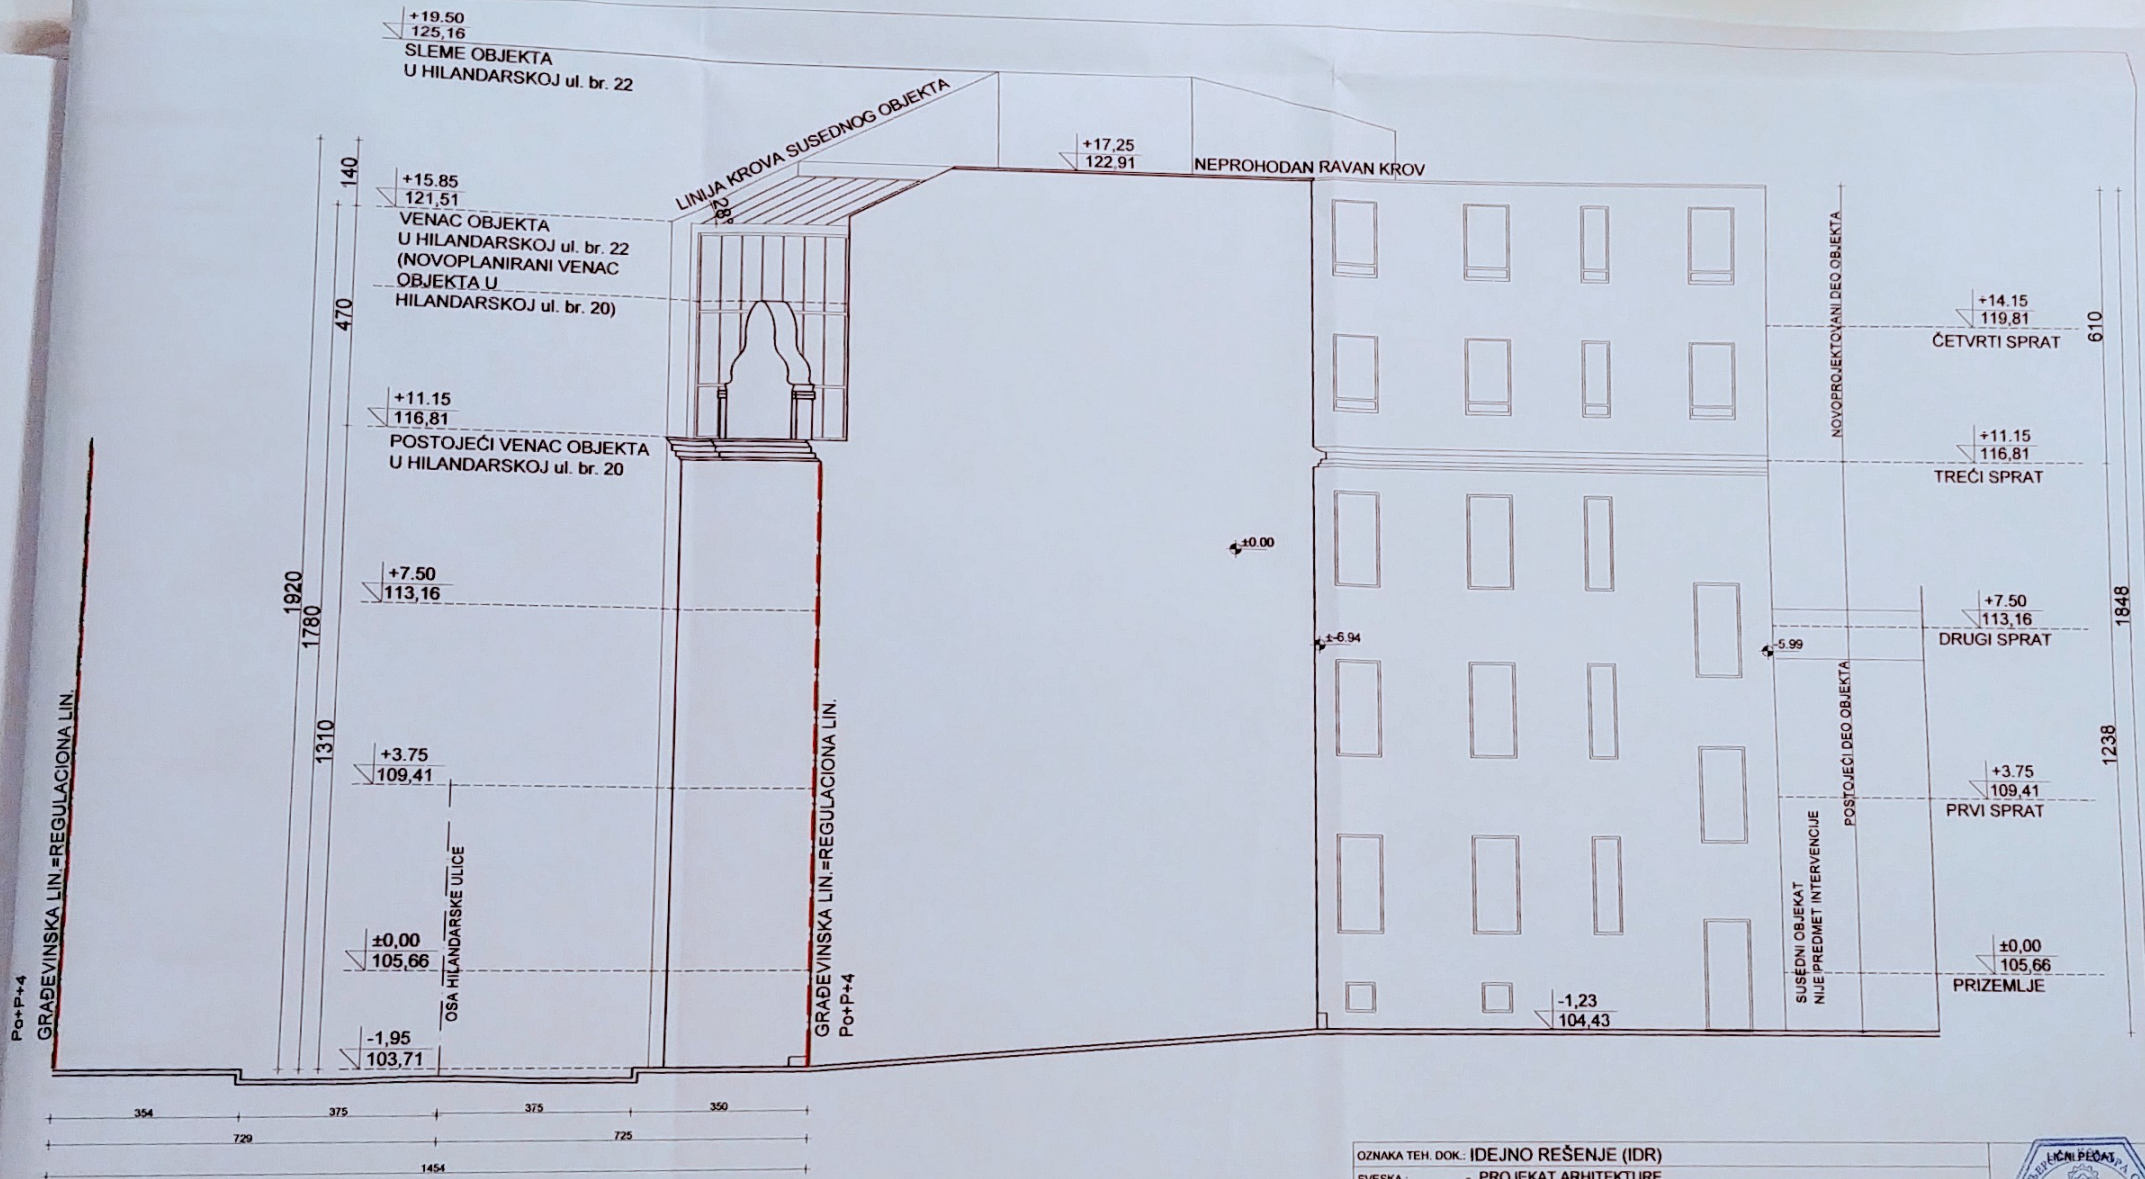 +19.50
125,16
SLEME OBJEKTA
U HILANDARSKOJ ul. br. 22
140
+15.85
121,51
VENAC OBJEKTA
U HILANDARSKOJ ul. br. 22
(NOVOPLANIRANI VENAC
OBJEKTA U
HILANDARSKOJ ul. br. 20)
470
+11.15
116,81
POSTOJEĆI VENAC OBJEKTA
U HILANDARSKOJ ul. br. 20
+7.50
113,16
1920
1780
1310
+3.75
109,41
±0,00
105,66
-1,95
103,71
OSA HILANDARSKE ULICE
GRAĐEVINSKA LIN.=REGULACIONA LIN.
Po+P+4
LINIJA KROVA SUSEDNOG OBJEKTA
28°
+17,25
122,91
NEPROHODAN RAVAN KROV
GRAĐEVINSKA LIN.=REGULACIONA LIN.
Po+P+4
±0.00
±-6.94
-5.99
-1,23
104,43
NOVOPROJEKTOVANI DEO OBJEKTA
POSTOJEĆI DEO OBJEKTA
SUSEDNI OBJEKAT
NIJE PREDMET INTERVENCIJE
+14.15
119,81
ČETVRTI SPRAT
610
+11.15
116,81
TREĆI SPRAT
+7.50
113,16
DRUGI SPRAT
1848
1238
+3.75
109,41
PRVI SPRAT
±0,00
105,66
PRIZEMLJE
354
375
375
350
729
725
1454
OZNAKA TEH. DOK.: IDEJNO REŠENJE (IDR)
SVESKA : - PROJEKAT ARHITEKTURE
LIČNI PEČAT